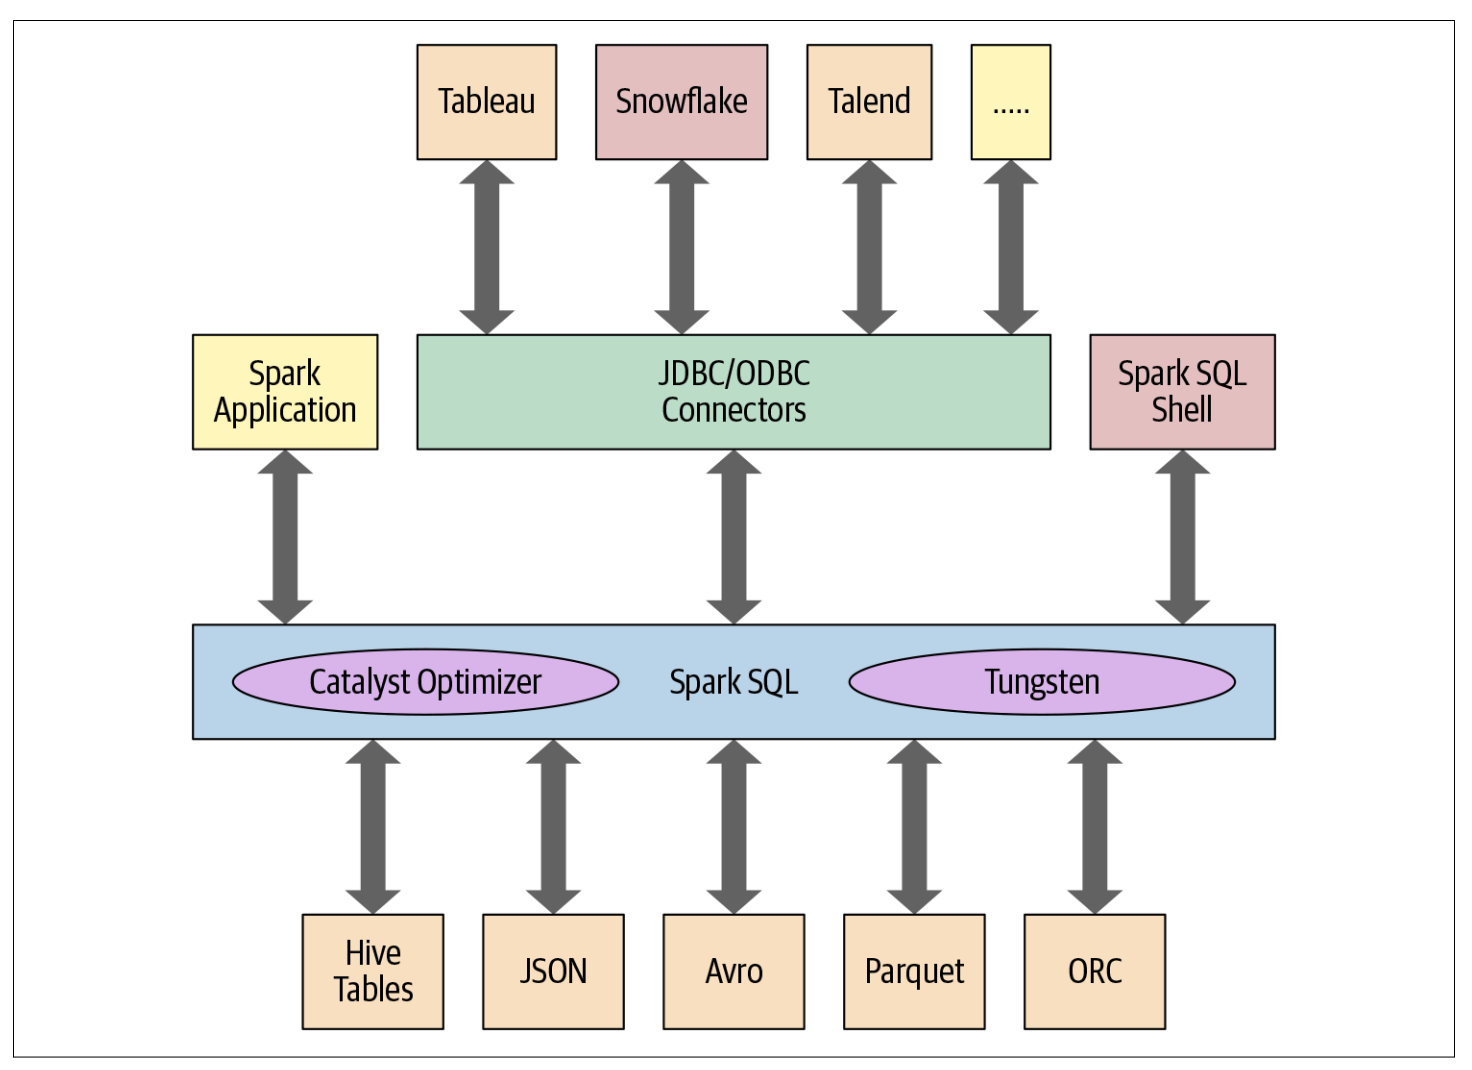 Tableau
Snowflake
Talend
.....
Spark
Application
JDBC/ODBC
Connectors
Spark SQL
Shell
Catalyst Optimizer
Spark SQL
Tungsten
Hive
Tables
JSON
Avro
Parquet
ORC